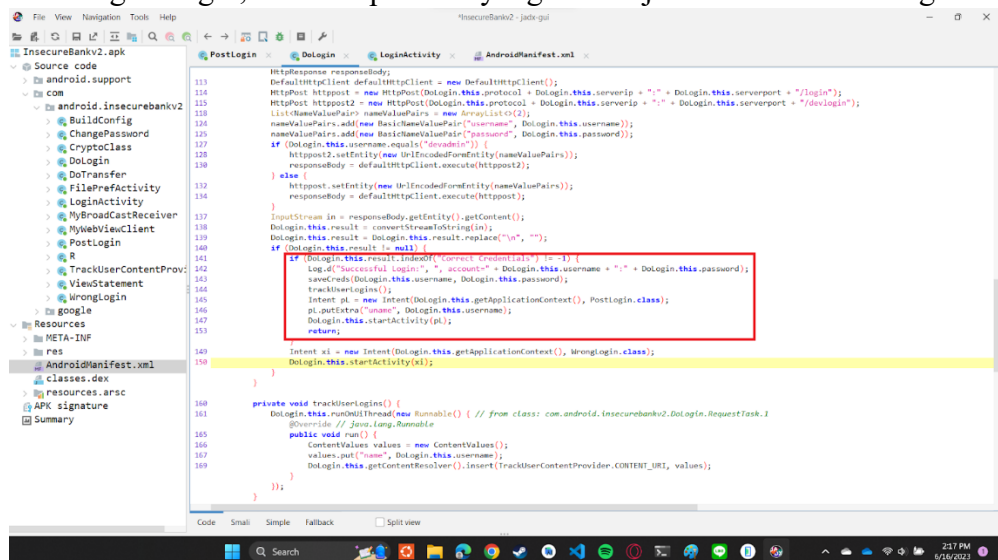 File View Navigation Tools Help
*InsecureBankv2 - jadx-gui
InsecureBankv2.apk
Source code
android.support
com
android.insecurebankv2
BuildConfig
ChangePassword
CryptoClass
DoLogin
DoTransfer
FilePrefActivity
LoginActivity
MyBroadCastReceiver
MyWebViewClient
PostLogin
R
TrackUserContentProvi
ViewStatement
WrongLogin
google
Resources
META-INF
res
AndroidManifest.xml
classes.dex
resources.arsc
APK signature
Summary
PostLogin × DoLogin × LoginActivity × AndroidManifest.xml ×
HttpResponse responseBody;
113 DefaultHttpClient defaultHttpClient = new DefaultHttpClient();
114 HttpPost httppost = new HttpPost(DoLogin.this.protocol + DoLogin.this.serverip + ":" + DoLogin.this.serverport + "/login");
115 HttpPost httppost2 = new HttpPost(DoLogin.this.protocol + DoLogin.this.serverip + ":" + DoLogin.this.serverport + "/devlogin");
118 List<NameValuePair> nameValuePairs = new ArrayList<>(2);
124 nameValuePairs.add(new BasicNameValuePair("username", DoLogin.this.username));
125 nameValuePairs.add(new BasicNameValuePair("password", DoLogin.this.password));
127 if (DoLogin.this.username.equals("devadmin")) {
128 httppost2.setEntity(new UrlEncodedFormEntity(nameValuePairs));
130 responseBody = defaultHttpClient.execute(httppost2);
} else {
132 httppost.setEntity(new UrlEncodedFormEntity(nameValuePairs));
134 responseBody = defaultHttpClient.execute(httppost);
}
137 InputStream in = responseBody.getEntity().getContent();
138 DoLogin.this.result = convertStreamToString(in);
139 DoLogin.this.result = DoLogin.this.result.replace("\n", "");
140 if (DoLogin.this.result != null) {
141 if (DoLogin.this.result.indexOf("Correct Credentials") != -1) {
142 Log.d("Successful Login:", ", account=" + DoLogin.this.username + ":" + DoLogin.this.password);
143 saveCreds(DoLogin.this.username, DoLogin.this.password);
144 trackUserLogins();
145 Intent pL = new Intent(DoLogin.this.getApplicationContext(), PostLogin.class);
146 pL.putExtra("uname", DoLogin.this.username);
147 DoLogin.this.startActivity(pL);
153 return;
}
149 Intent xi = new Intent(DoLogin.this.getApplicationContext(), WrongLogin.class);
150 DoLogin.this.startActivity(xi);
}
}
160 private void trackUserLogins() {
161 DoLogin.this.runOnUiThread(new Runnable() { // from class: com.android.insecurebankv2.DoLogin.RequestTask.1
@Override // java.lang.Runnable
165 public void run() {
166 ContentValues values = new ContentValues();
167 values.put("name", DoLogin.this.username);
169 DoLogin.this.getContentResolver().insert(TrackUserContentProvider.CONTENT_URI, values);
}
});
}
Code Smali Simple Fallback Split view
Search
2:17 PM
6/16/2023